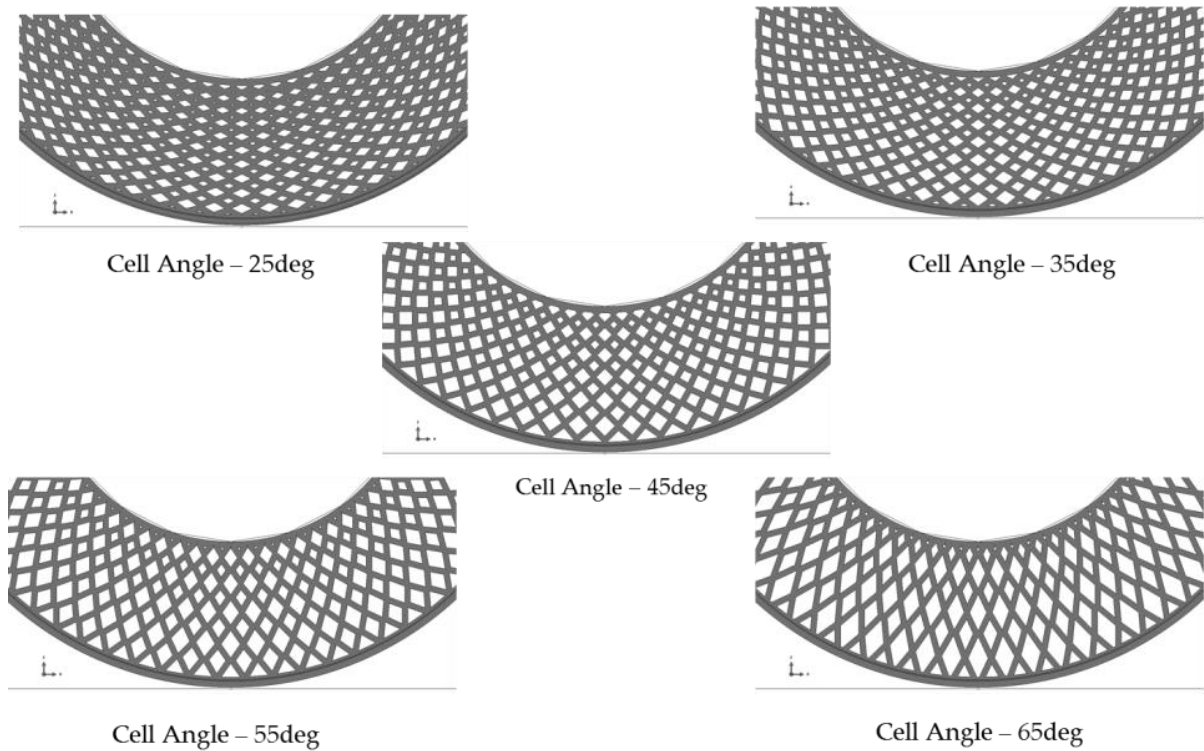 Cell Angle – 25deg
Cell Angle – 35deg
Cell Angle – 45deg
Cell Angle – 55deg
Cell Angle – 65deg